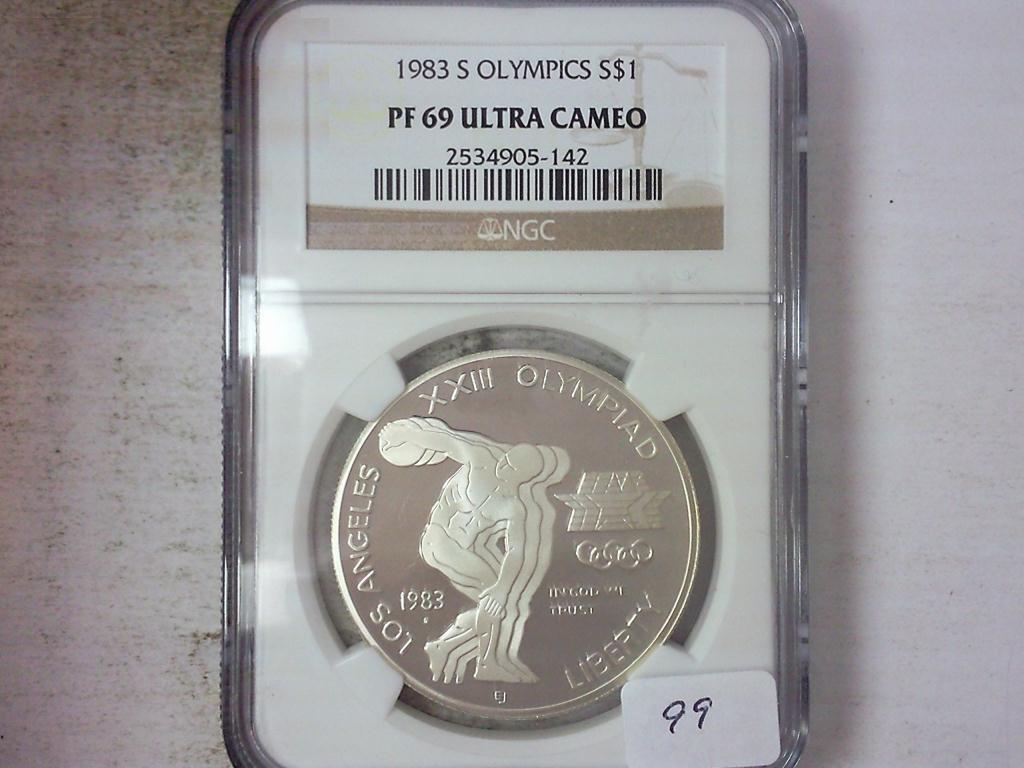 1983 S OLYMPICS S$1
PF 69 ULTRA CAMEO
2534905-142
NGC
LOS ANGELES XXIII OLYMPIAD
1983
IN GOD WE
TRUST
LIBERTY
EJ
99